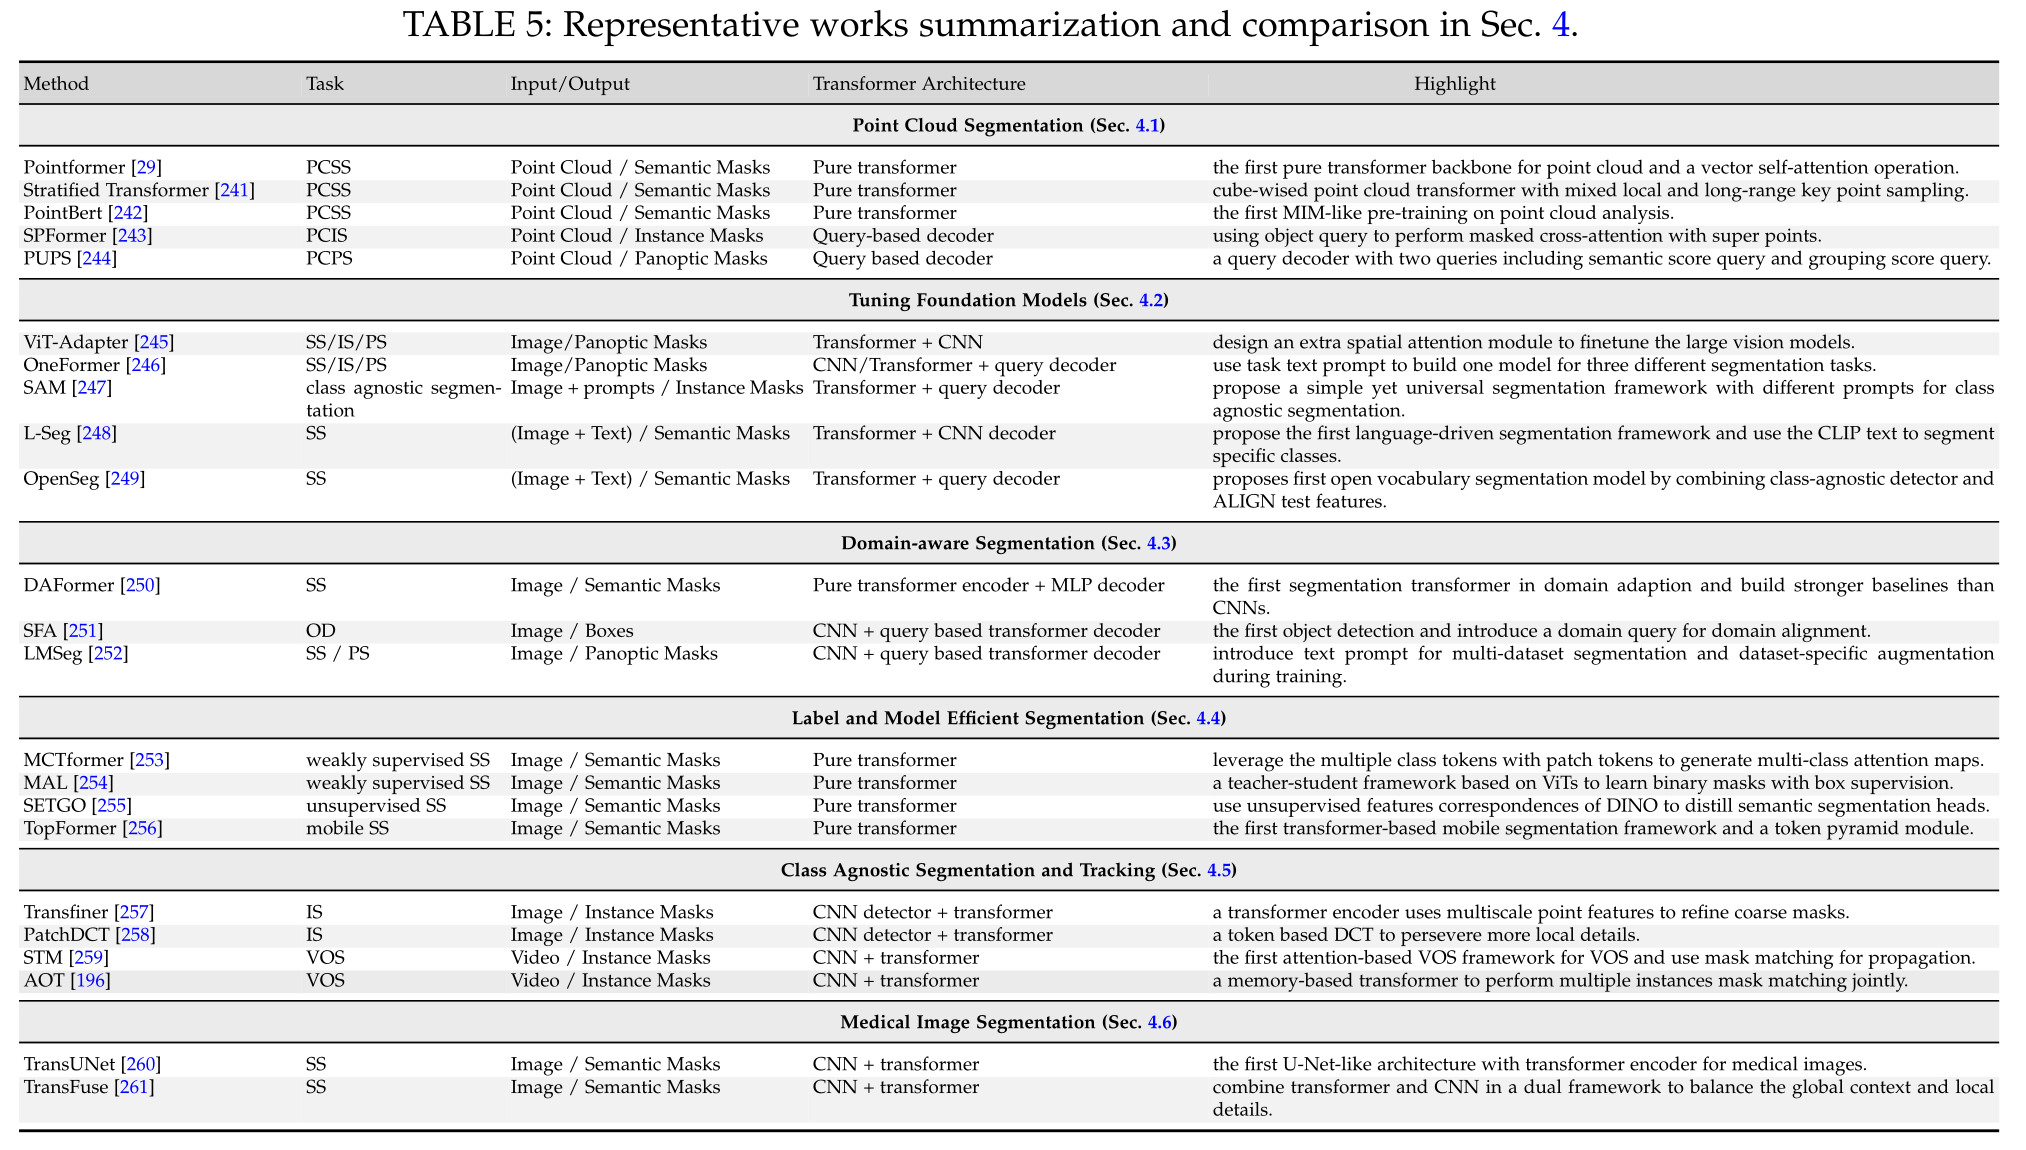 TABLE 5: Representative works summarization and comparison in Sec. 4.
Method Task Input/Output Transformer Architecture Highlight
Point Cloud Segmentation (Sec. 4.1)
Pointformer [29] PCSS Point Cloud / Semantic Masks Pure transformer the first pure transformer backbone for point cloud and a vector self-attention operation.
Stratified Transformer [241] PCSS Point Cloud / Semantic Masks Pure transformer cube-wised point cloud transformer with mixed local and long-range key point sampling.
PointBert [242] PCSS Point Cloud / Semantic Masks Pure transformer the first MIM-like pre-training on point cloud analysis.
SPFormer [243] PCIS Point Cloud / Instance Masks Query-based decoder using object query to perform masked cross-attention with super points.
PUPS [244] PCPS Point Cloud / Panoptic Masks Query based decoder a query decoder with two queries including semantic score query and grouping score query.
Tuning Foundation Models (Sec. 4.2)
ViT-Adapter [245] SS/IS/PS Image/Panoptic Masks Transformer + CNN design an extra spatial attention module to finetune the large vision models.
OneFormer [246] SS/IS/PS Image/Panoptic Masks CNN/Transformer + query decoder use task text prompt to build one model for three different segmentation tasks.
SAM [247] class agnostic segmen- Image + prompts / Instance Masks Transformer + query decoder propose a simple yet universal segmentation framework with different prompts for class
tation agnostic segmentation.
L-Seg [248] SS (Image + Text) / Semantic Masks Transformer + CNN decoder propose the first language-driven segmentation framework and use the CLIP text to segment
specific classes.
OpenSeg [249] SS (Image + Text) / Semantic Masks Transformer + query decoder proposes first open vocabulary segmentation model by combining class-agnostic detector and
ALIGN test features.
Domain-aware Segmentation (Sec. 4.3)
DAFormer [250] SS Image / Semantic Masks Pure transformer encoder + MLP decoder the first segmentation transformer in domain adaption and build stronger baselines than
CNNs.
SFA [251] OD Image / Boxes CNN + query based transformer decoder the first object detection and introduce a domain query for domain alignment.
LMSeg [252] SS / PS Image / Panoptic Masks CNN + query based transformer decoder introduce text prompt for multi-dataset segmentation and dataset-specific augmentation
during training.
Label and Model Efficient Segmentation (Sec. 4.4)
MCTformer [253] weakly supervised SS Image / Semantic Masks Pure transformer leverage the multiple class tokens with patch tokens to generate multi-class attention maps.
MAL [254] weakly supervised SS Image / Semantic Masks Pure transformer a teacher-student framework based on ViTs to learn binary masks with box supervision.
SETGO [255] unsupervised SS Image / Semantic Masks Pure transformer use unsupervised features correspondences of DINO to distill semantic segmentation heads.
TopFormer [256] mobile SS Image / Semantic Masks Pure transformer the first transformer-based mobile segmentation framework and a token pyramid module.
Class Agnostic Segmentation and Tracking (Sec. 4.5)
Transfiner [257] IS Image / Instance Masks CNN detector + transformer a transformer encoder uses multiscale point features to refine coarse masks.
PatchDCT [258] IS Image / Instance Masks CNN detector + transformer a token based DCT to persevere more local details.
STM [259] VOS Video / Instance Masks CNN + transformer the first attention-based VOS framework for VOS and use mask matching for propagation.
AOT [196] VOS Video / Instance Masks CNN + transformer a memory-based transformer to perform multiple instances mask matching jointly.
Medical Image Segmentation (Sec. 4.6)
TransUNet [260] SS Image / Semantic Masks CNN + transformer the first U-Net-like architecture with transformer encoder for medical images.
TransFuse [261] SS Image / Semantic Masks CNN + transformer combine transformer and CNN in a dual framework to balance the global context and local
details.